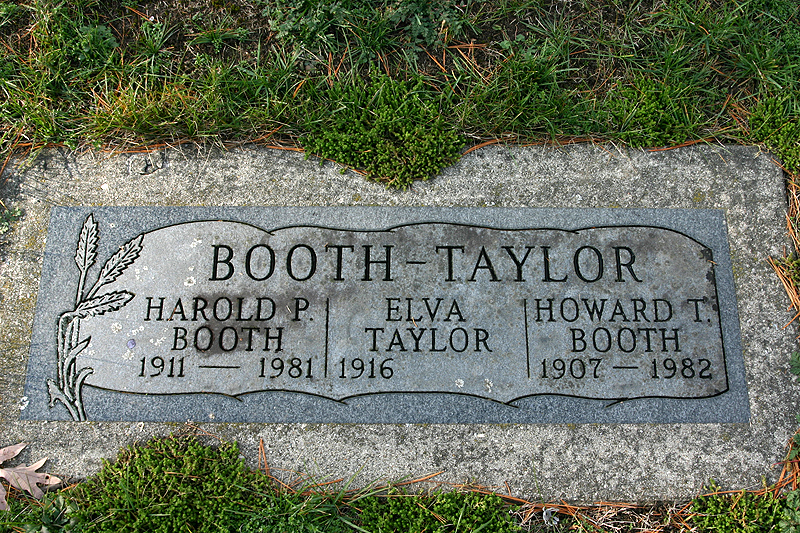 BOOTH-TAYLOR
HAROLD P. BOOTH
1911 — 1981
ELVA TAYLOR
1916
HOWARD T. BOOTH
1907 — 1982